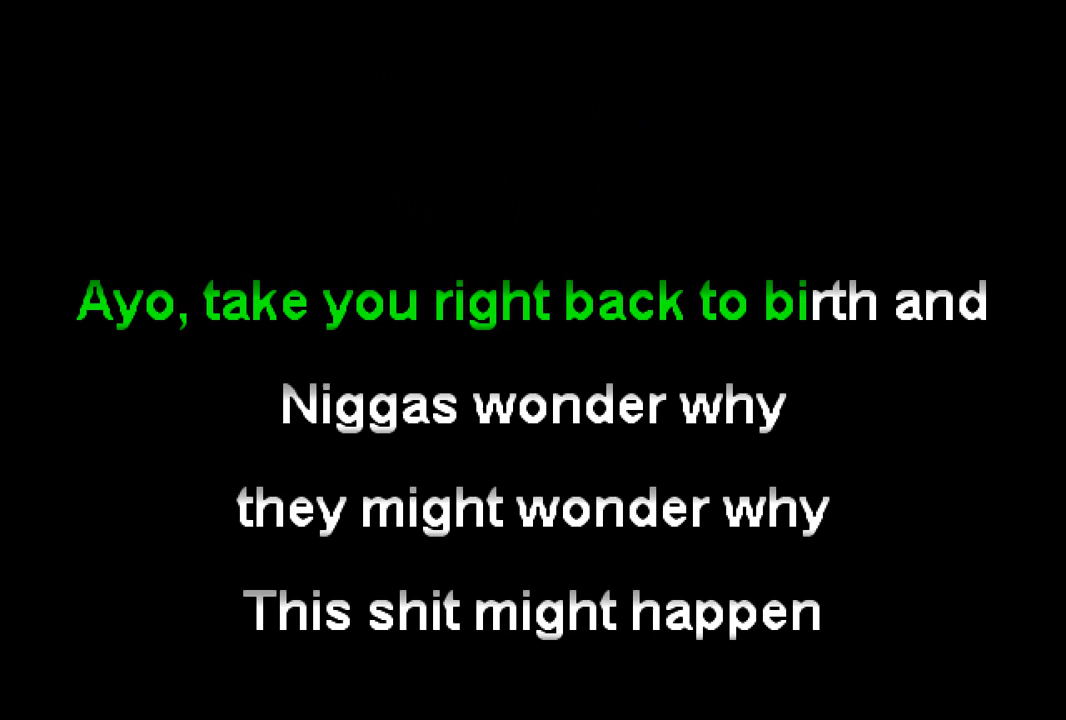 Ayo, take you right back to birth and
Niggas wonder why
they might wonder why
This shit might happen